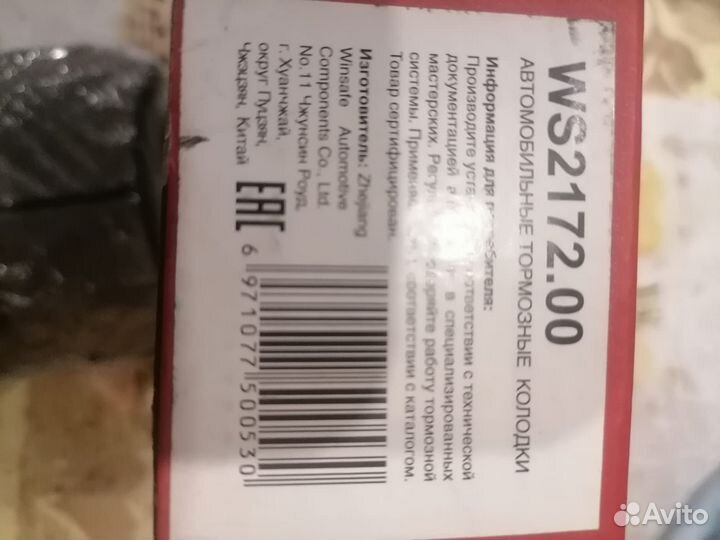 WS2172.00
АВТОМОБИЛЬНЫЕ ТОРМОЗНЫЕ КОЛОДКИ
Информация для
Производите соответствии с технической
документацией в специализированных
мастерских. работу тормозной
системы. соответствии с каталогом.
Товар сертифицирован.
Изготовитель: Zhejiang
Winsafe Automotive
Components Co., Ltd.
No.11 Чжунсин Роуд,
г. Хуанчжай,
округ Пуцзян,
Чжэцзян, Китай
EAC
6 971077 500530
Avito